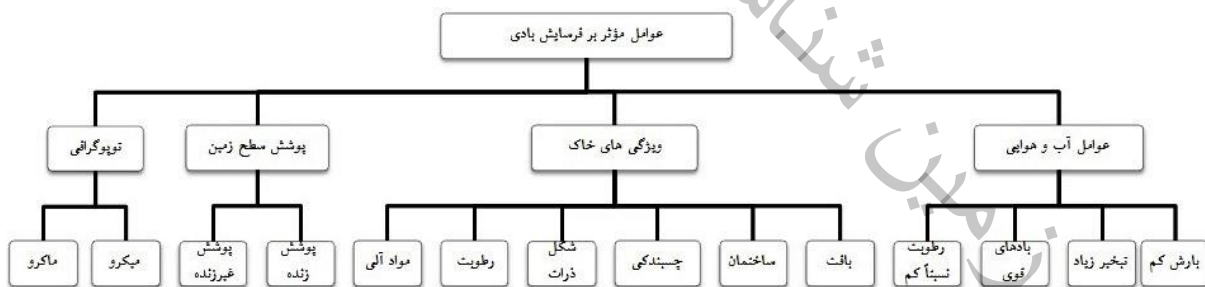 عوامل مؤثر بر فرسایش بادی
عوامل آب و هوایی
ویژگی های خاک
پوشش سطح زمین
توپوگرافی
بارش کم
تبخیر زیاد
بادهای
قوی
رطوبت
نسبتاً کم
بافت
ساختمان
چسبندگی
شکل
ذرات
رطوبت
مواد آلی
پوشش
زنده
پوشش
غیرزنده
میکرو
ماکرو